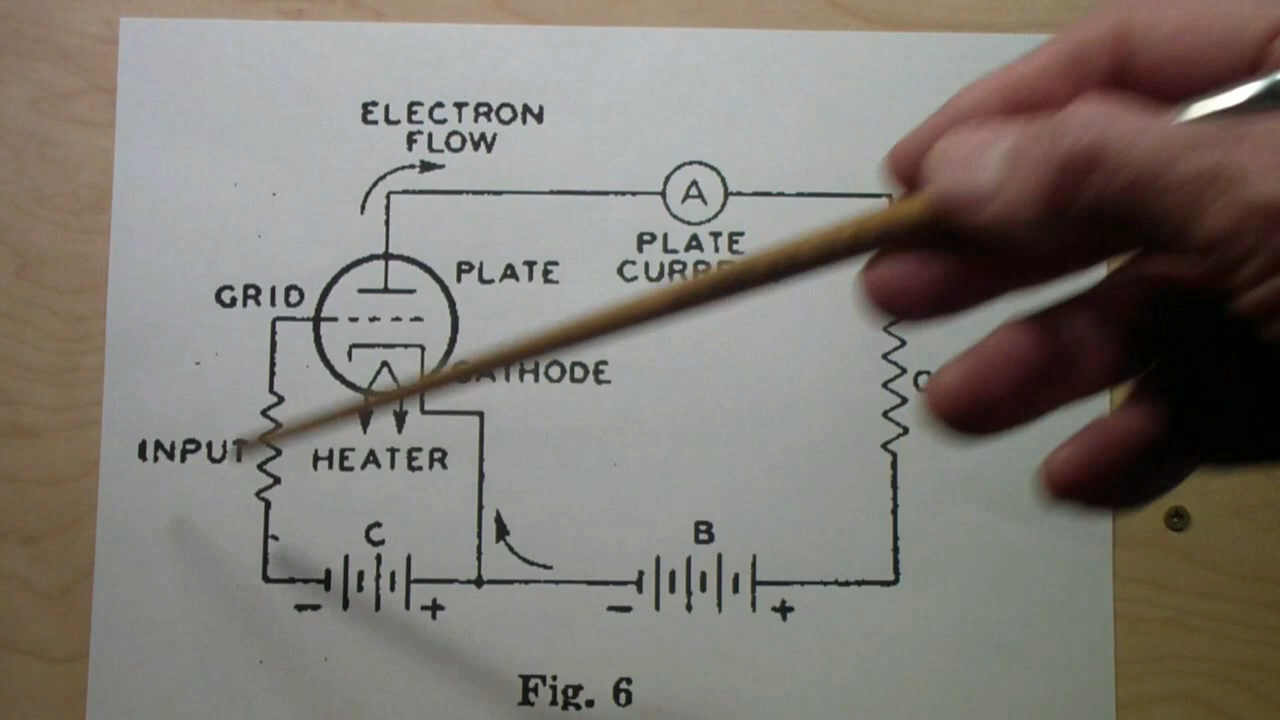 ELECTRON
FLOW
A
PLATE
GRID
PLATE
CATHODE
INPUT
HEATER
C
B
- +
- +
Fig. 6